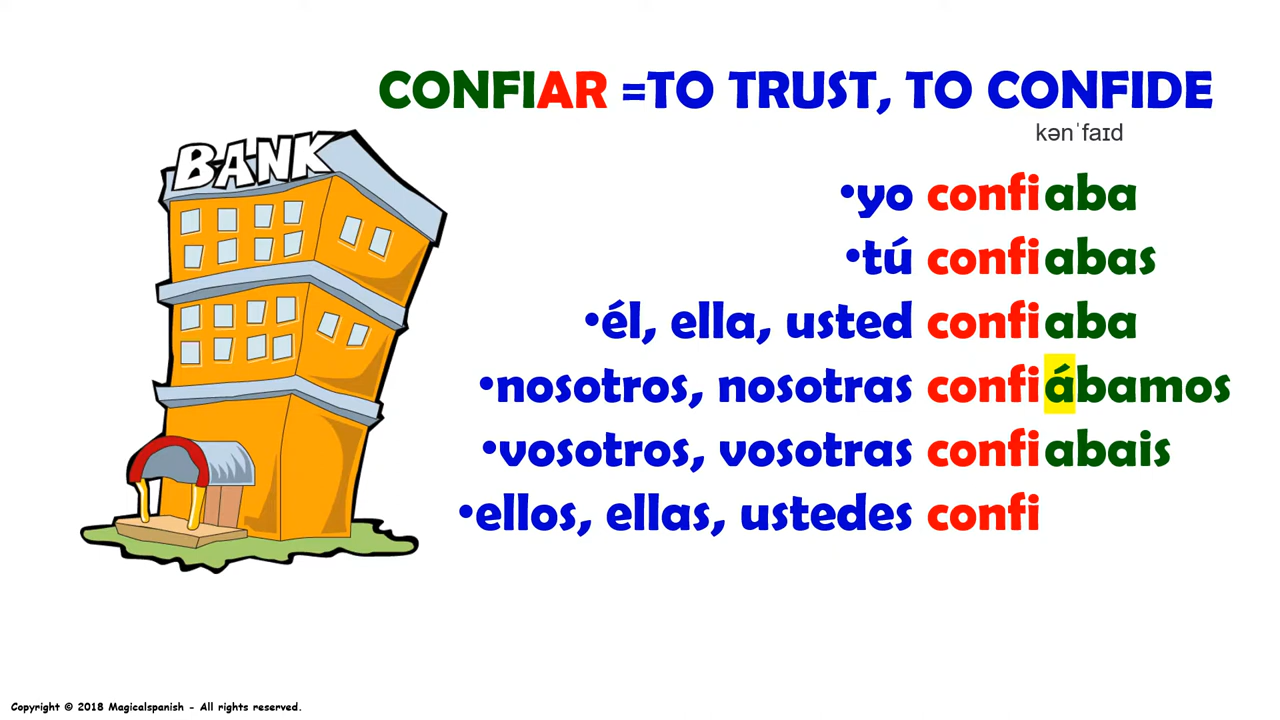 CONFIAR =TO TRUST, TO CONFIDE
kənˈfaɪd
BANK
•yo confiaba
•tú confiabas
•él, ella, usted confiaba
•nosotros, nosotras confiábamos
•vosotros, vosotras confiabais
•ellos, ellas, ustedes confi
Copyright © 2018 Magicalspanish - All rights reserved.